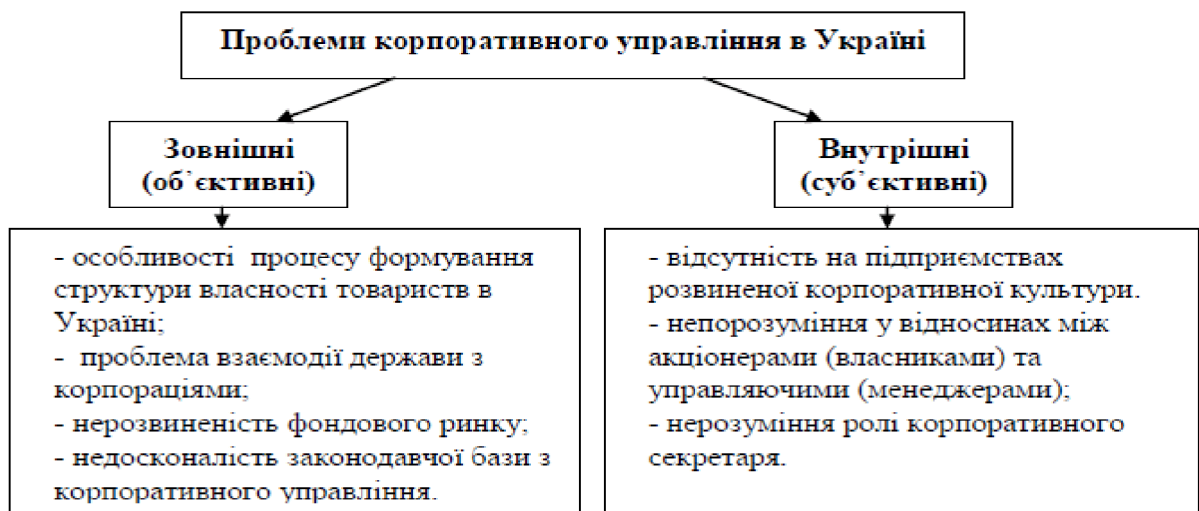 Проблеми корпоративного управління в Україні
Зовнішні
(об᾽єктивні)
Внутрішні
(суб᾽єктивні)
- особливості процесу формування
структури власності товариств в
Україні;
- проблема взаємодії держави з
корпораціями;
- нерозвиненість фондового ринку;
- недосконалість законодавчої бази з
корпоративного управління.
- відсутність на підприємствах
розвиненої корпоративної культури.
- непорозуміння у відносинах між
акціонерами (власниками) та
управляючими (менеджерами);
- нерозуміння ролі корпоративного
секретаря.